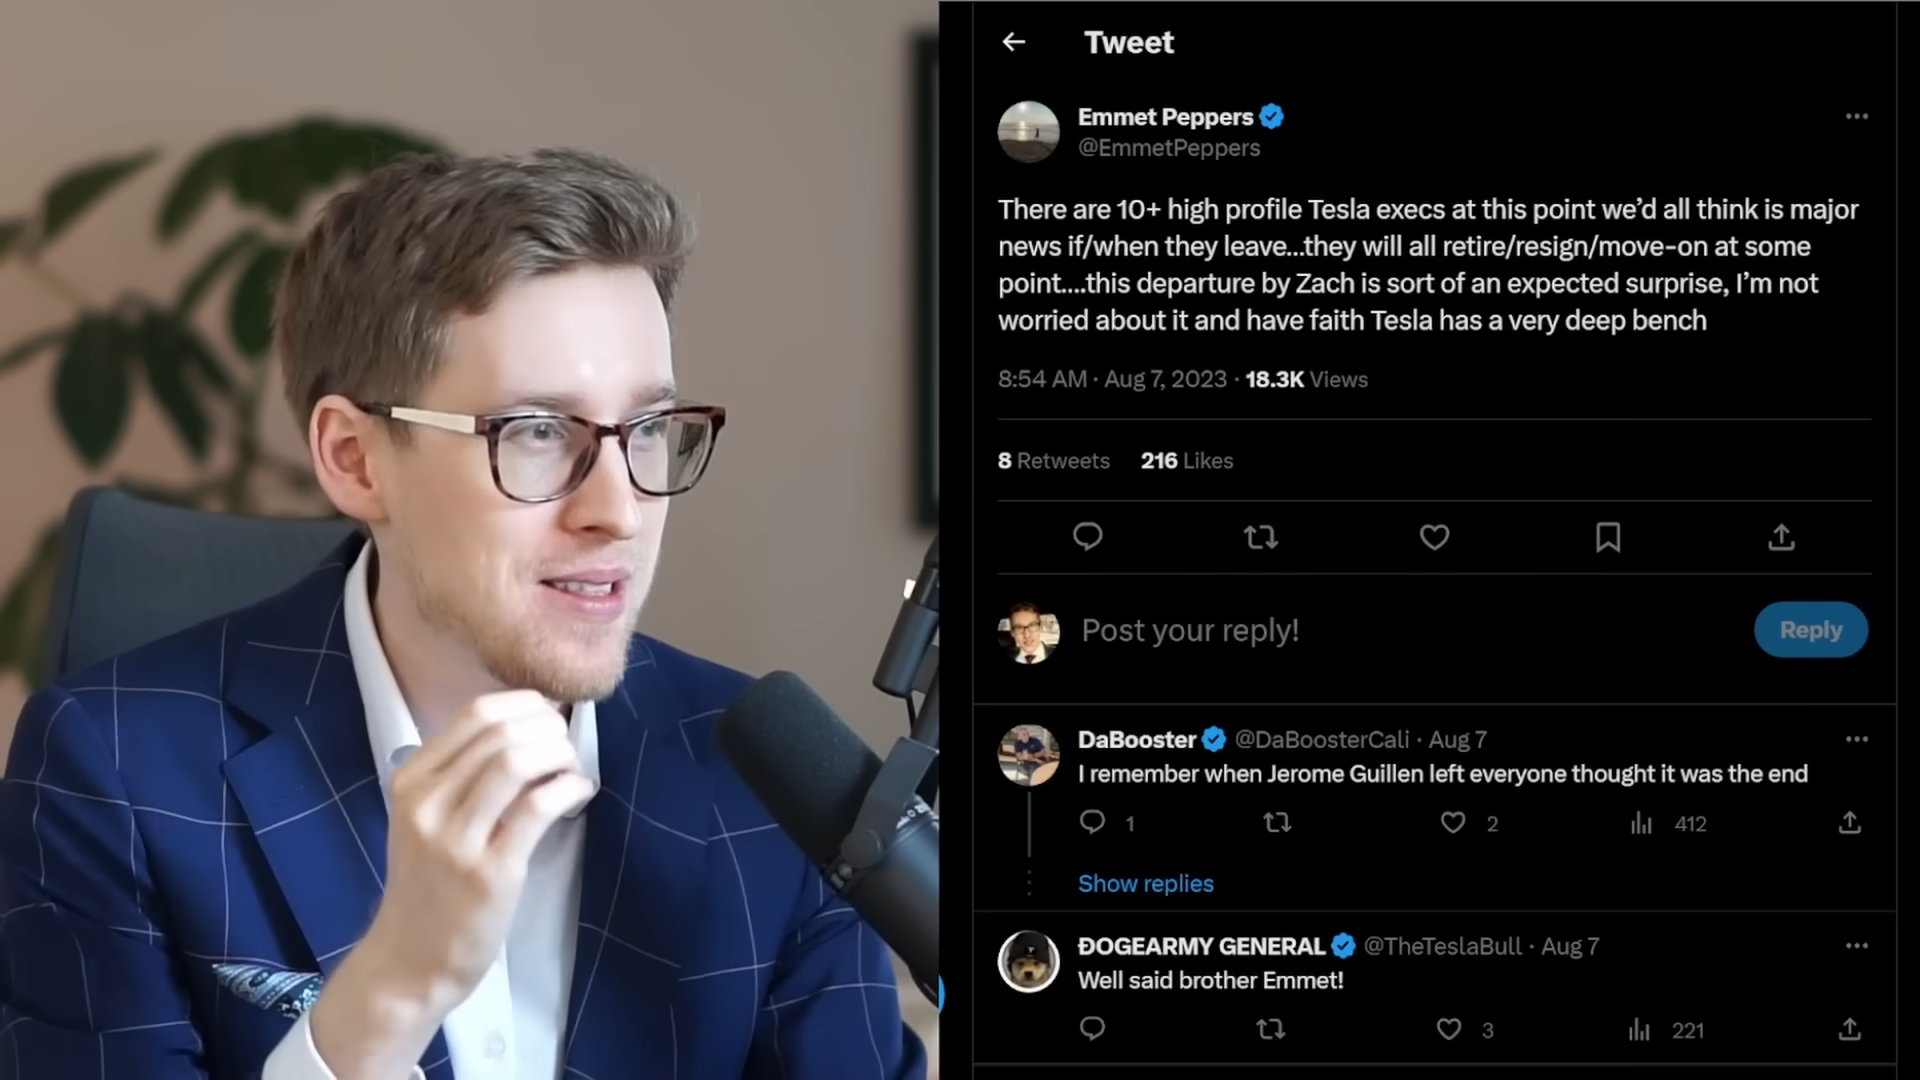 Tweet
Emmet Peppers
@EmmetPeppers
There are 10+ high profile Tesla execs at this point we’d all think is major
news if/when they leave...they will all retire/resign/move-on at some
point....this departure by Zach is sort of an expected surprise, I’m not
worried about it and have faith Tesla has a very deep bench
8:54 AM · Aug 7, 2023 · 18.3K Views
8 Retweets 216 Likes
Post your reply!
Reply
DaBooster @DaBoosterCali · Aug 7
I remember when Jerome Guillen left everyone thought it was the end
1 2 412
Show replies
ÐOGEARMY GENERAL @TheTeslaBull · Aug 7
Well said brother Emmet!
3 221